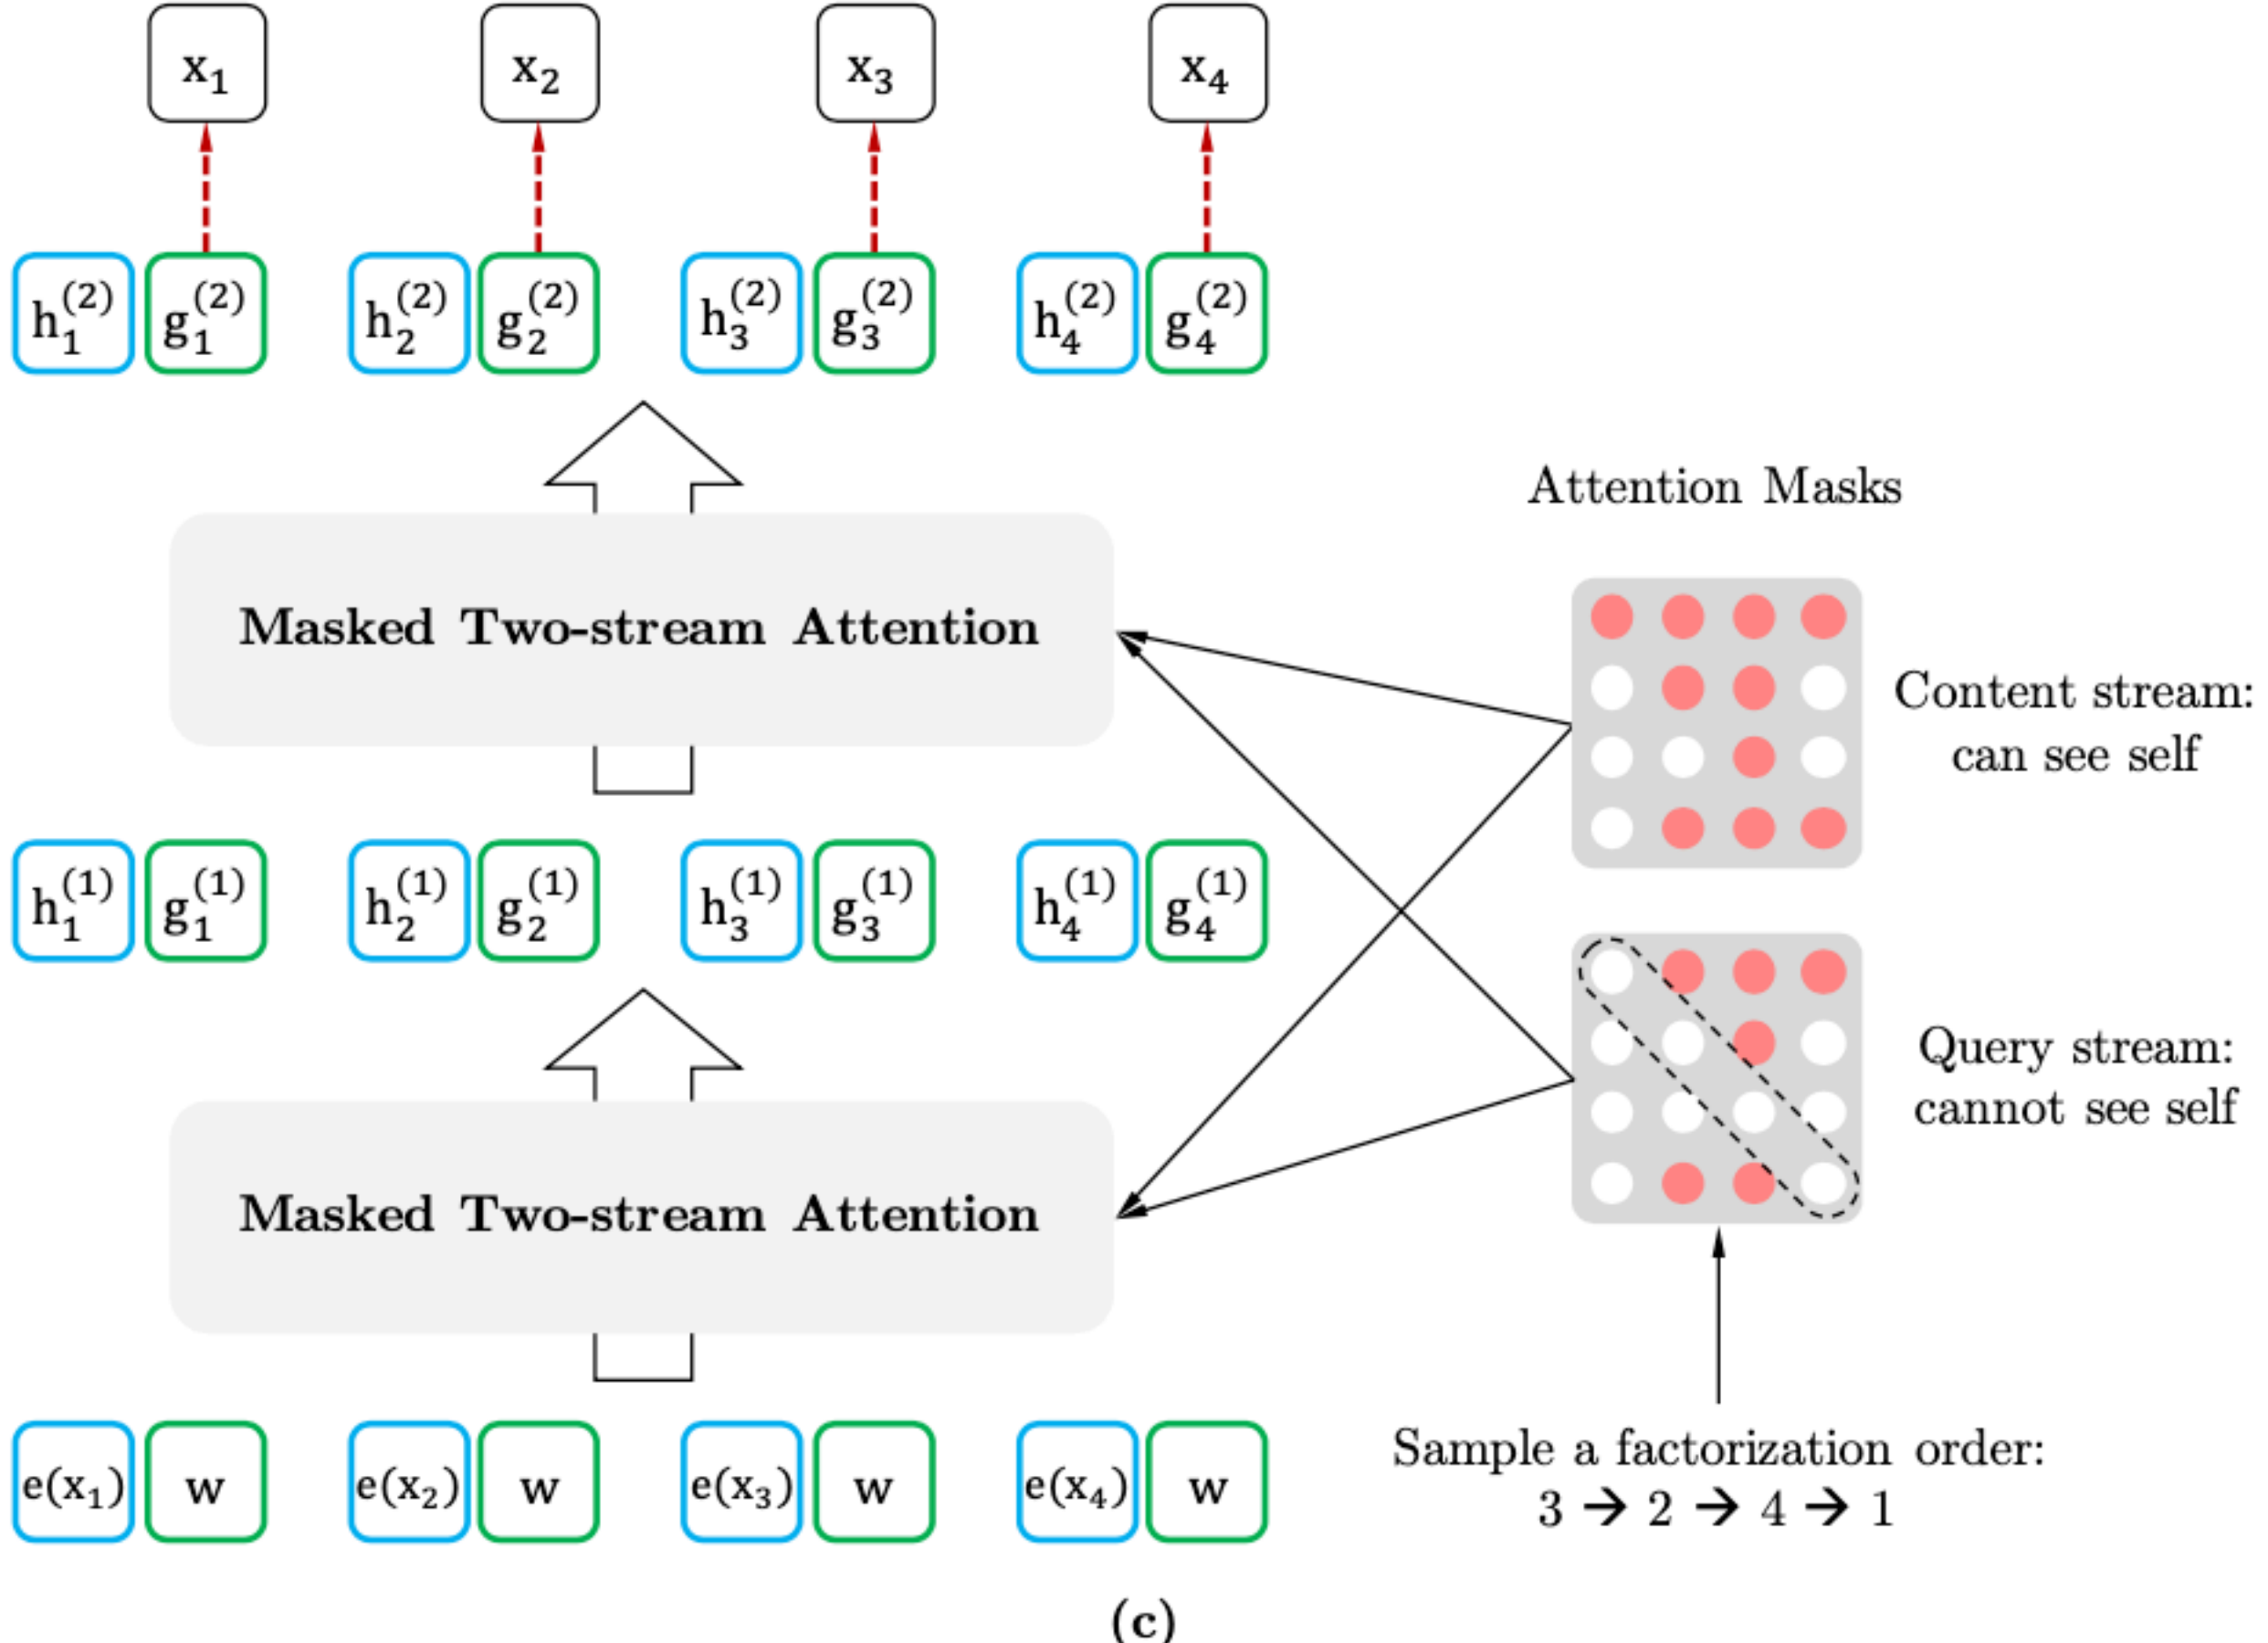 x₁ x₂ x₃ x₄
h₁⁽²⁾ g₁⁽²⁾ h₂⁽²⁾ g₂⁽²⁾ h₃⁽²⁾ g₃⁽²⁾ h₄⁽²⁾ g₄⁽²⁾
Attention Masks
Masked Two-stream Attention
Content stream:
can see self
h₁⁽¹⁾ g₁⁽¹⁾ h₂⁽¹⁾ g₂⁽¹⁾ h₃⁽¹⁾ g₃⁽¹⁾ h₄⁽¹⁾ g₄⁽¹⁾
Query stream:
cannot see self
Masked Two-stream Attention
e(x₁) w e(x₂) w e(x₃) w e(x₄) w
Sample a factorization order:
3 → 2 → 4 → 1
(c)